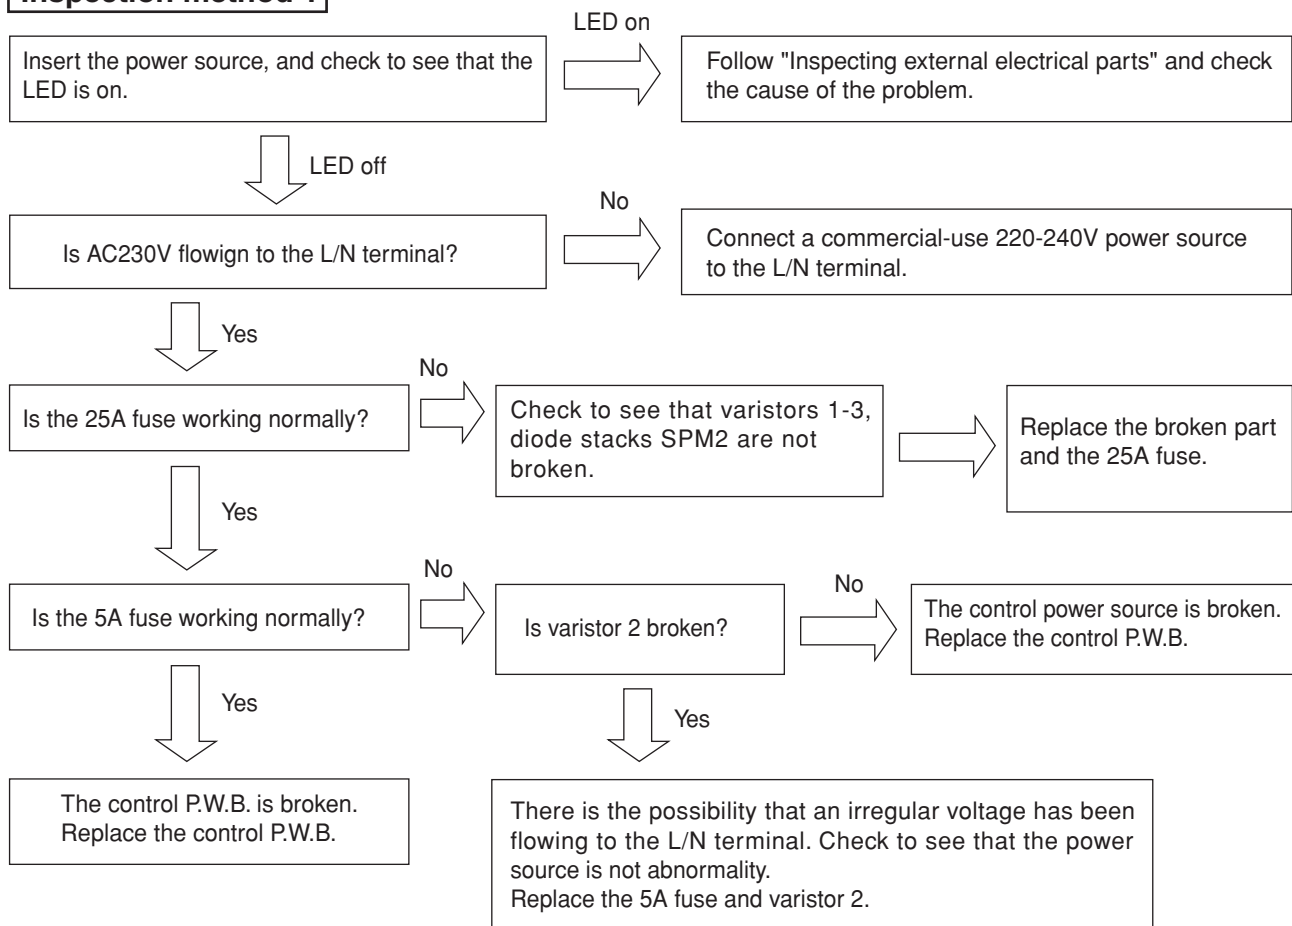 Inspection method 1
LED on
Insert the power source, and check to see that the
LED is on.
Follow "Inspecting external electrical parts" and check
the cause of the problem.
LED off
No
Is AC230V flowign to the L/N terminal?
Connect a commercial-use 220-240V power source
to the L/N terminal.
Yes
No
Is the 25A fuse working normally?
Check to see that varistors 1-3,
diode stacks SPM2 are not
broken.
Replace the broken part
and the 25A fuse.
Yes
No
No
Is the 5A fuse working normally?
Is varistor 2 broken?
The control power source is broken.
Replace the control P.W.B.
Yes
Yes
The control P.W.B. is broken.
Replace the control P.W.B.
There is the possibility that an irregular voltage has been
flowing to the L/N terminal. Check to see that the power
source is not abnormality.
Replace the 5A fuse and varistor 2.